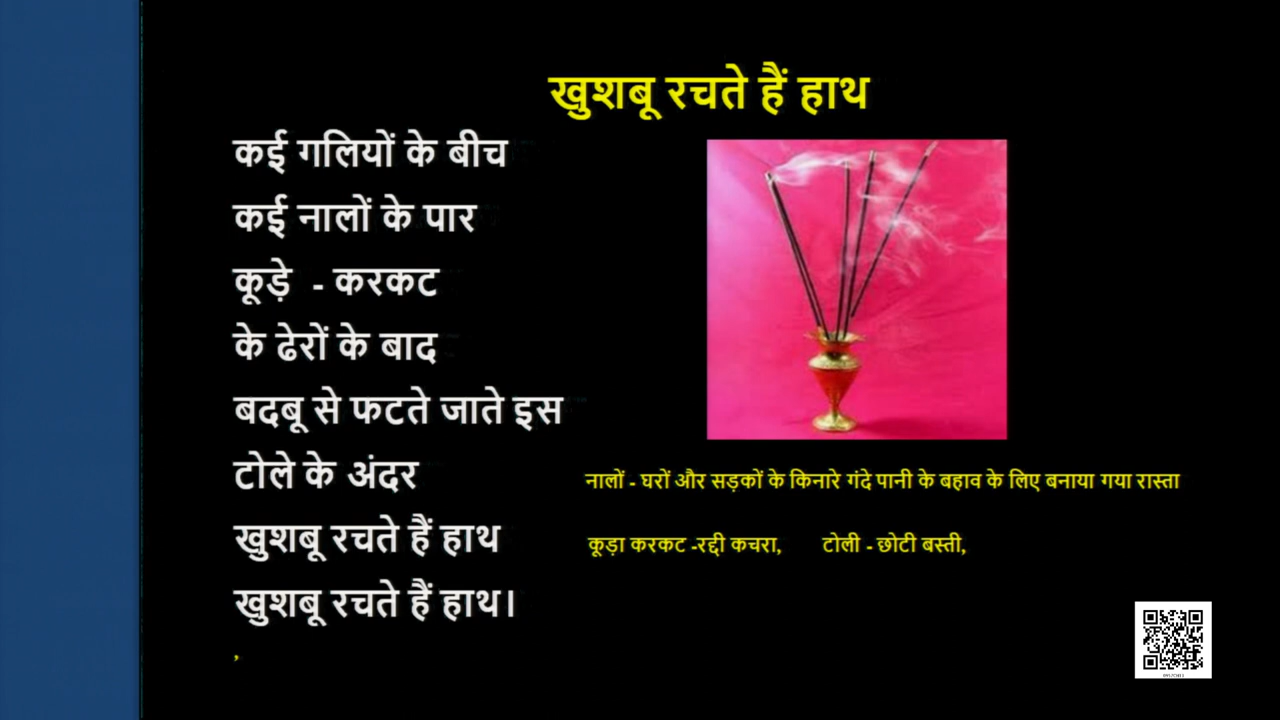 खुशबू रचते हैं हाथ
कई गलियों के बीच
कई नालों के पार
कूड़े - करकट
के ढेरों के बाद
बदबू से फटते जाते इस
टोले के अंदर
खुशबू रचते हैं हाथ
खुशबू रचते हैं हाथ।
,
नालों - घरों और सड़कों के किनारे गंदे पानी के बहाव के लिए बनाया गया रास्ता
कूड़ा करकट -रद्दी कचरा, टोली - छोटी बस्ती,